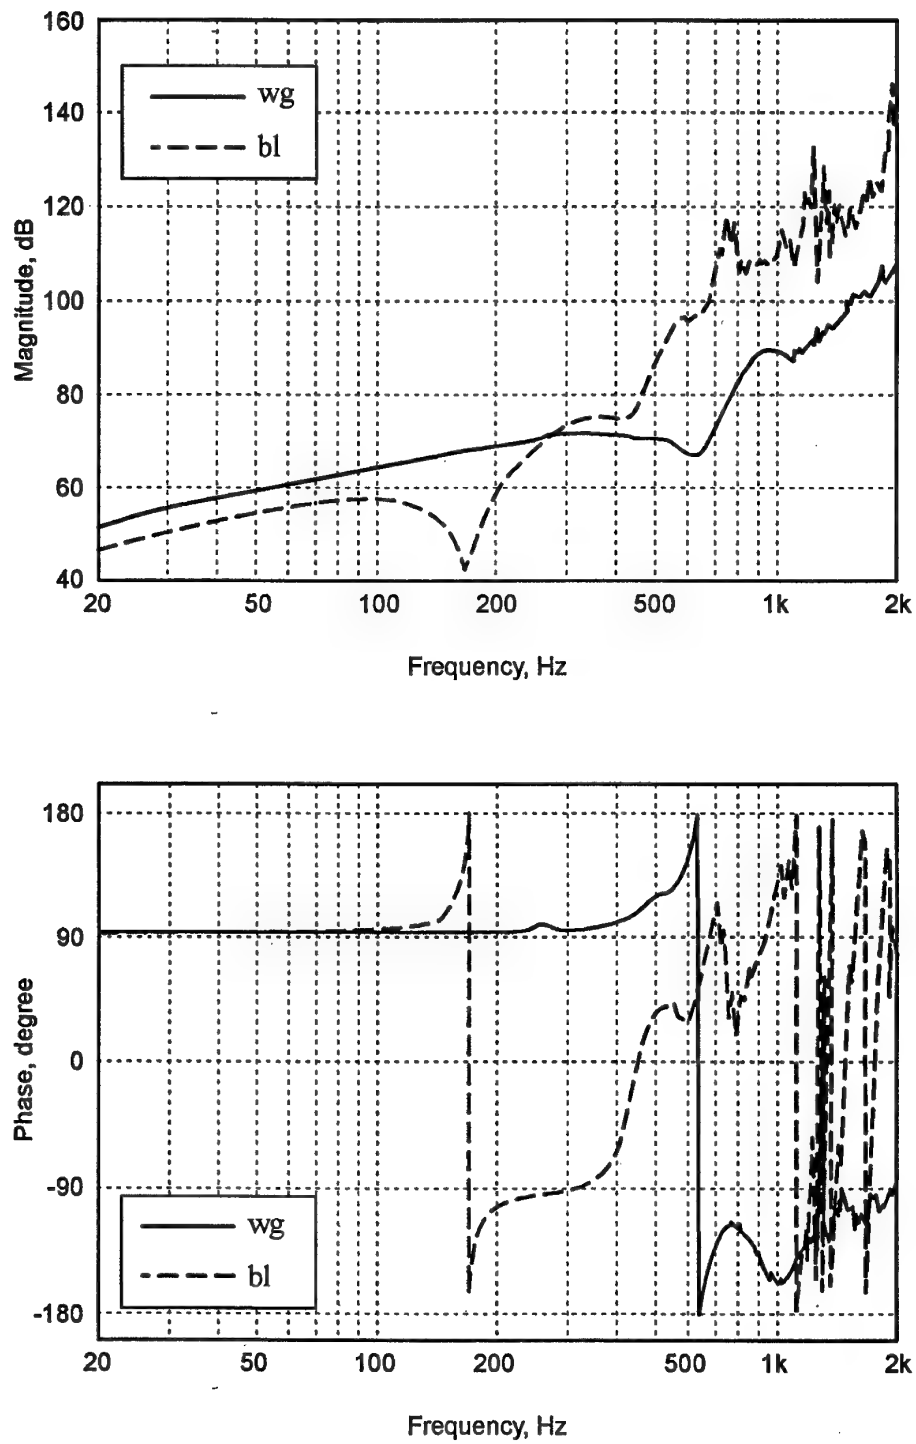 160
140
120
100
80
60
40
Magnitude, dB
wg
bl
20 50 100 200 500 1k 2k
Frequency, Hz
180
90
0
-90
-180
Phase, degree
wg
bl
20 50 100 200 500 1k 2k
Frequency, Hz